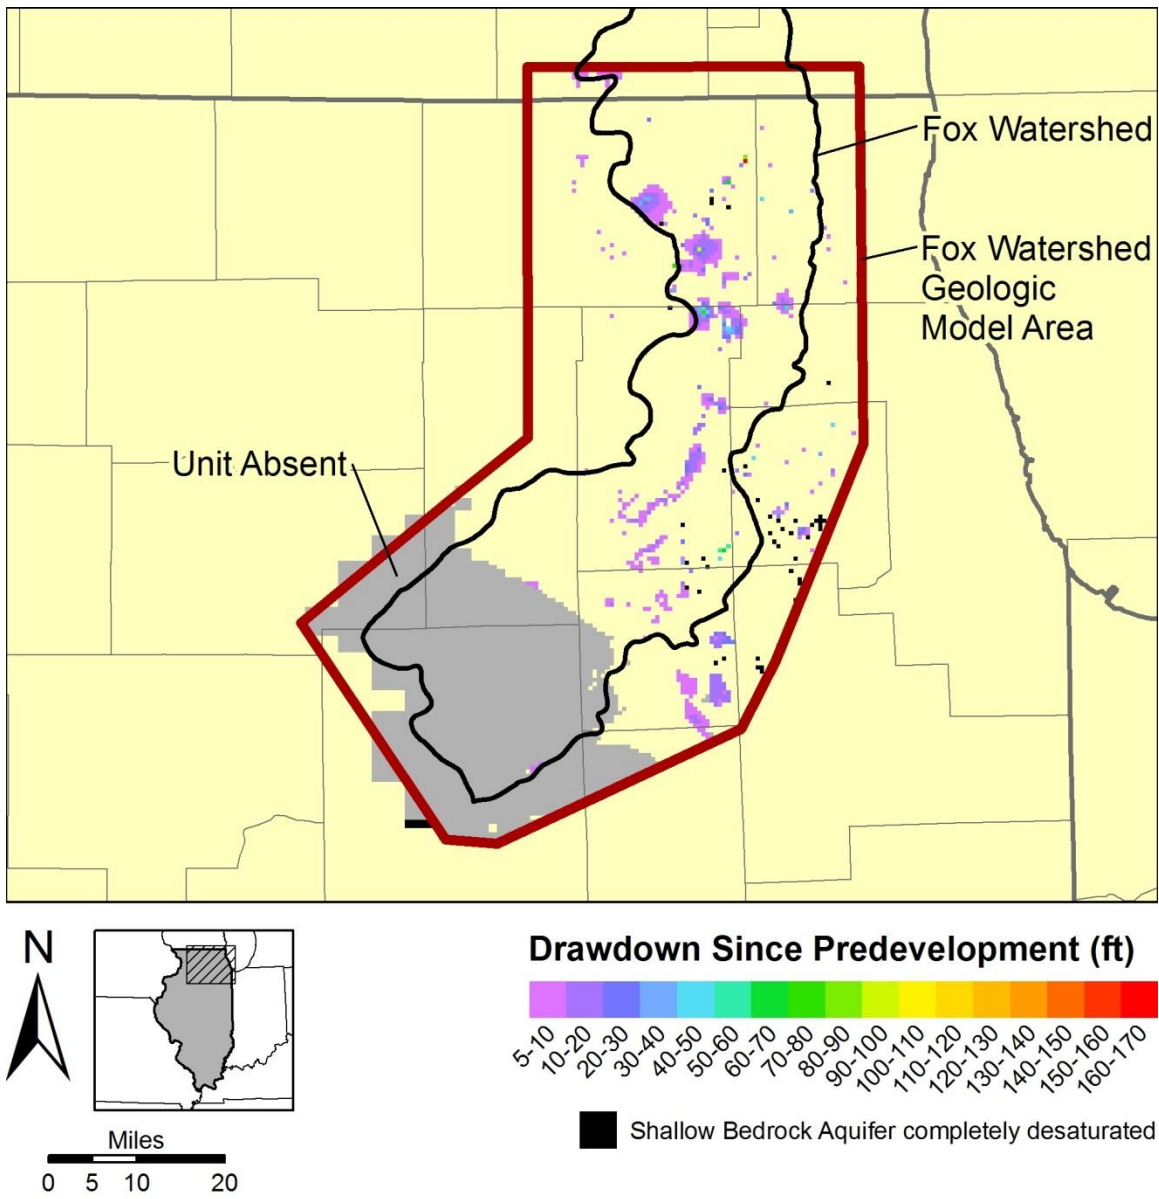 Fox Watershed
Fox Watershed
Geologic
Model Area
Unit Absent
N
Miles
0 5 10 20
Drawdown Since Predevelopment (ft)
5-10 10-20 20-30 30-40 40-50 50-60 60-70 70-80 80-90 90-100 100-110 110-120 120-130 130-140 140-150 150-160 160-170
Shallow Bedrock Aquifer completely desaturated